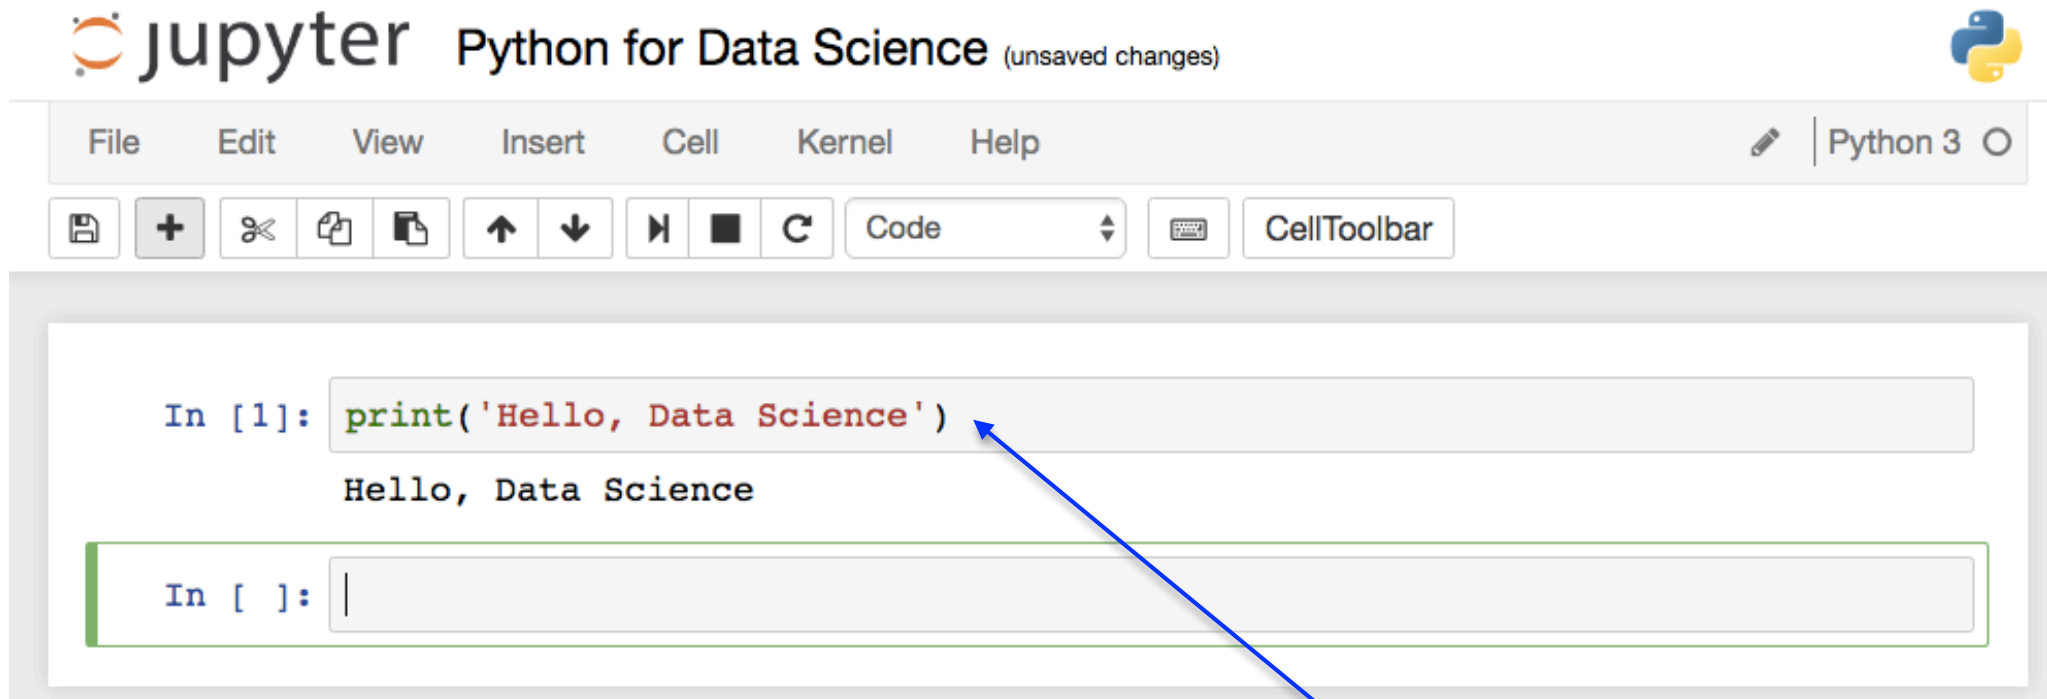 jupyter Python for Data Science (unsaved changes)
File Edit View Insert Cell Kernel Help Python 3
Code CellToolbar
In [1]: print('Hello, Data Science')
Hello, Data Science
In [ ]: